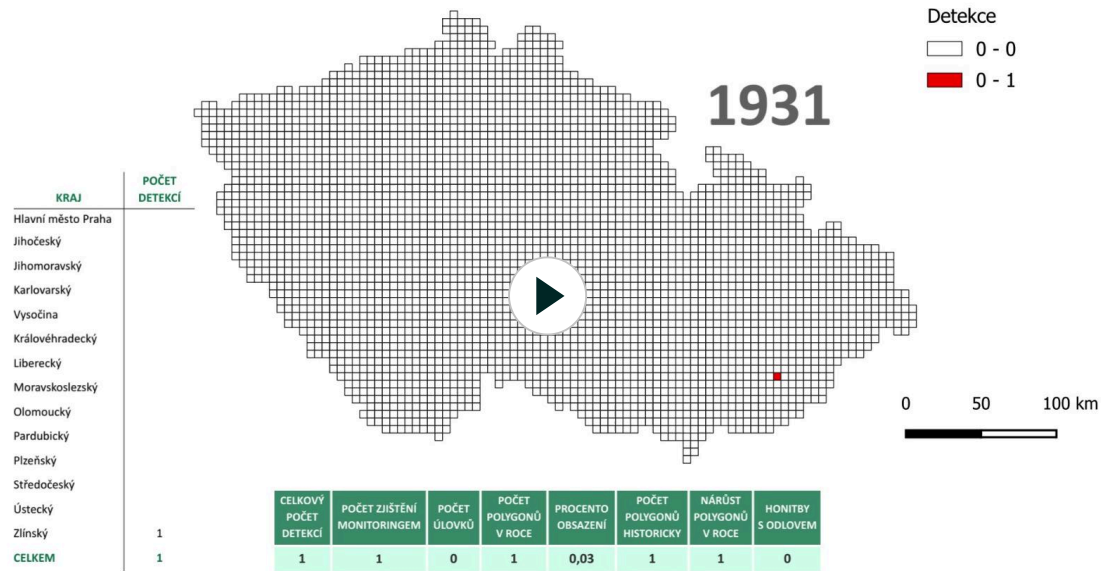 Detekce
0 - 0
0 - 1
1931
KRAJ
POČET
DETEKCÍ
Hlavní město Praha
Jihočeský
Jihomoravský
Karlovarský
Vysočina
Královéhradecký
Liberecký
Moravskoslezský
Olomoucký
Pardubický
Plzeňský
Středočeský
Ústecký
Zlínský 1
CELKEM 1
0 50 100 km
CELKOVÝ
POČET
DETEKCÍ
POČET ZJIŠTĚNÍ
MONITORINGEM
POČET
ÚLOVKŮ
POČET
POLYGONŮ
V ROCE
PROCENTO
OBSAZENÍ
POČET
POLYGONŮ
HISTORICKY
NÁRŮST
POLYGONŮ
V ROCE
HONITBY
S ODLOVEM
1 1 0 1 0,03 1 1 0